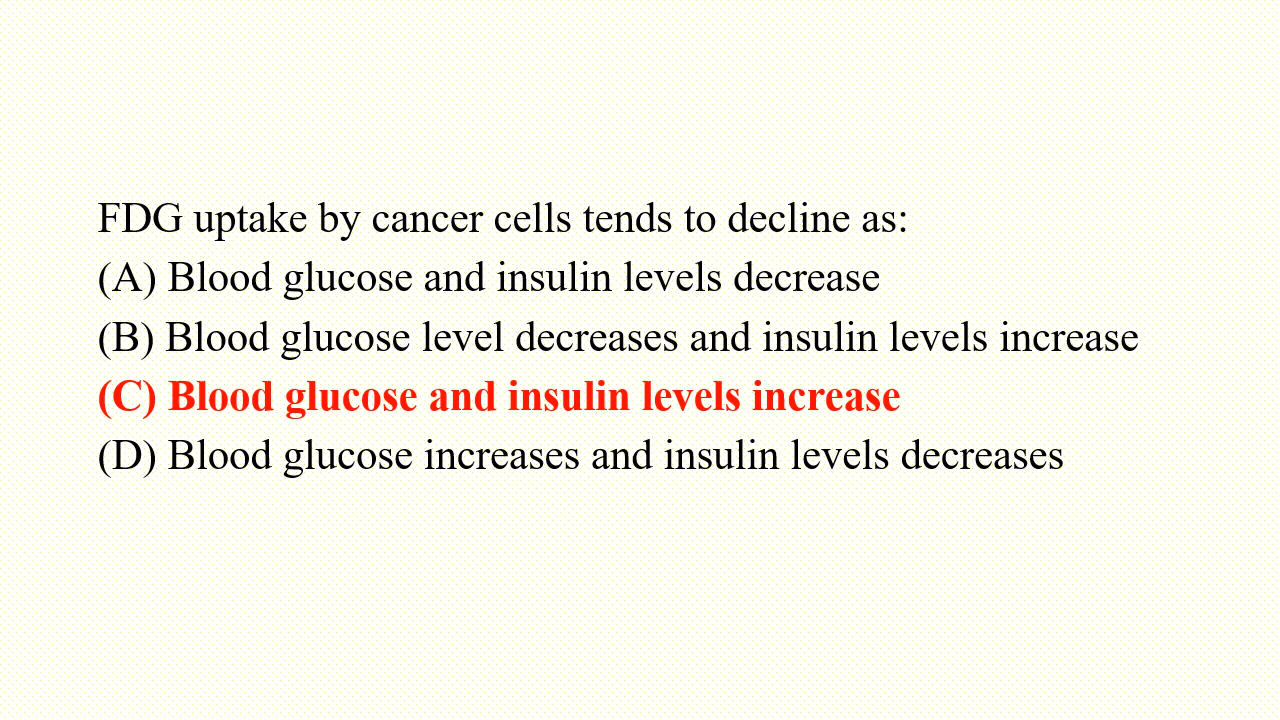 FDG uptake by cancer cells tends to decline as:
(A) Blood glucose and insulin levels decrease
(B) Blood glucose level decreases and insulin levels increase
(C) Blood glucose and insulin levels increase
(D) Blood glucose increases and insulin levels decreases